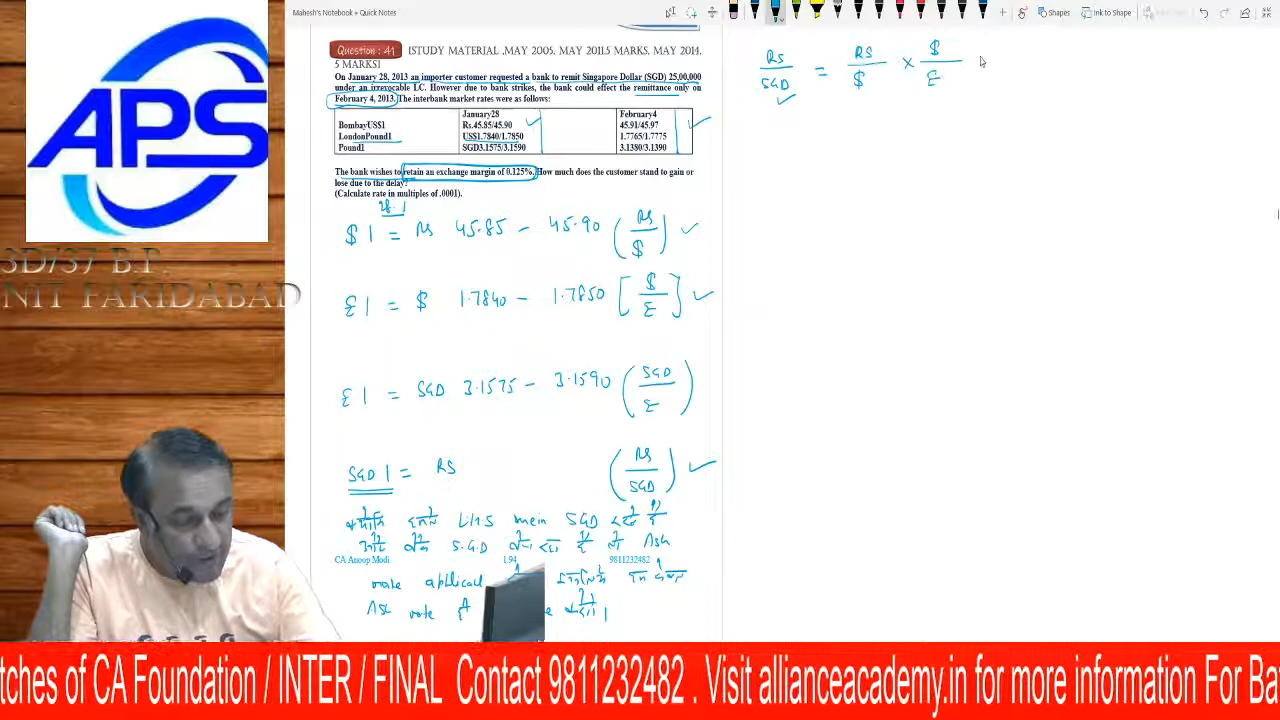 Mahesh's Notebook + Quick Notes
Shapes
Ink to Shape
APS
3D/37 B.P.
NIT FARIDABAD
Question : 41 [STUDY MATERIAL ,MAY 2005, MAY 2011,5 MARKS, MAY 2014,
5 MARKS]
On January 28, 2013 an importer customer requested a bank to remit Singapore Dollar (SGD) 25,00,000
under an irrevocable LC. However due to bank strikes, the bank could effect the remittance only on
February 4, 2013. The interbank market rates were as follows:
January28 February4
BombayUS$1 Rs.45.85/45.90 45.91/45.97
LondonPound1 US$1.7840/1.7850 1.7765/1.7775
Pound1 SGD3.1575/3.1590 3.1380/3.1390
The bank wishes to retain an exchange margin of 0.125%. How much does the customer stand to gain or
lose due to the delay?
(Calculate rate in multiples of .0001).
28.1
$ 1 = Rs 45.85 - 45.90 (Rs/$)
£ 1 = $ 1.7840 - 1.7850 [$/£]
£ 1 = SGD 3.1575 - 3.1590 (SGD/£)
SGD 1 = RS (RS/SGD)
L.H.S mein SGD
S.G.D Ask
rate applicable
Ask rate
CA Anoop Modi 1.94 9811232482
RS/SGD = RS/$ × $/£
tches of CA Foundation / INTER / FINAL Contact 9811232482 . Visit allianceacademy.in for more information For Ba